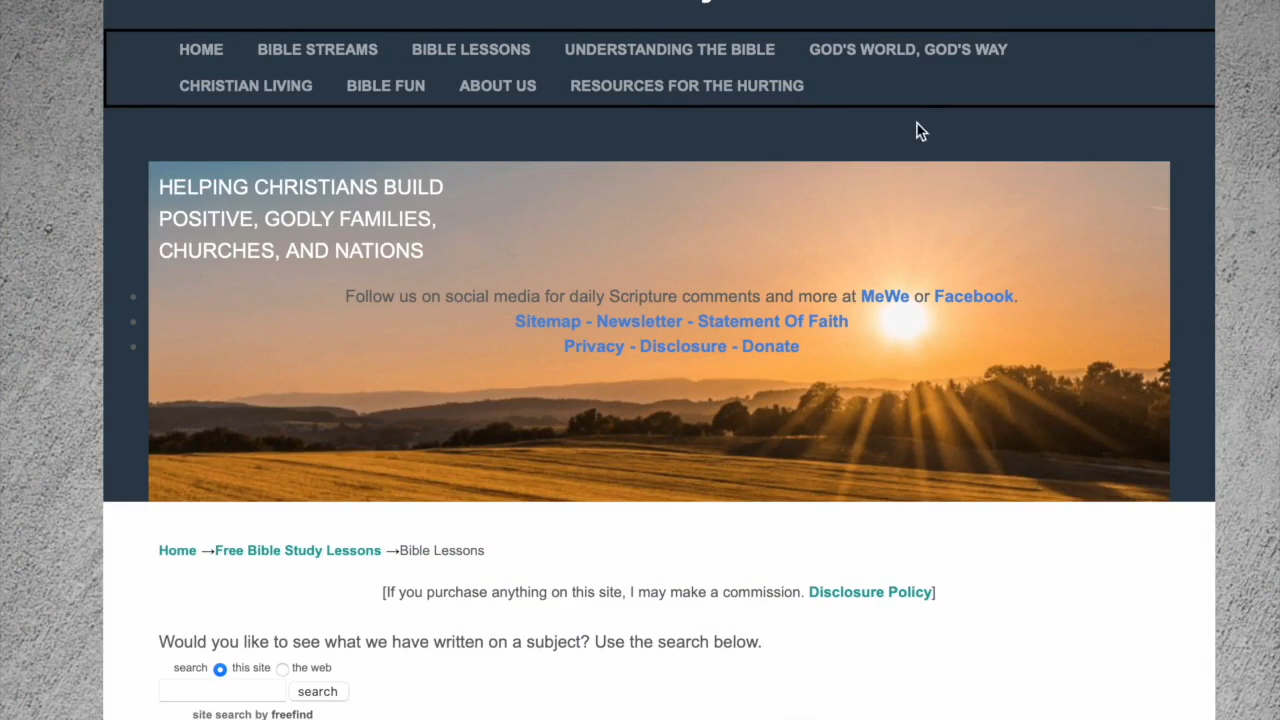 HOME BIBLE STREAMS BIBLE LESSONS UNDERSTANDING THE BIBLE GOD'S WORLD, GOD'S WAY
CHRISTIAN LIVING BIBLE FUN ABOUT US RESOURCES FOR THE HURTING
HELPING CHRISTIANS BUILD
POSITIVE, GODLY FAMILIES,
CHURCHES, AND NATIONS
Follow us on social media for daily Scripture comments and more at MeWe or Facebook.
Sitemap - Newsletter - Statement Of Faith
Privacy - Disclosure - Donate
Home →Free Bible Study Lessons →Bible Lessons
[If you purchase anything on this site, I may make a commission. Disclosure Policy]
Would you like to see what we have written on a subject? Use the search below.
search this site the web
search
site search by freefind